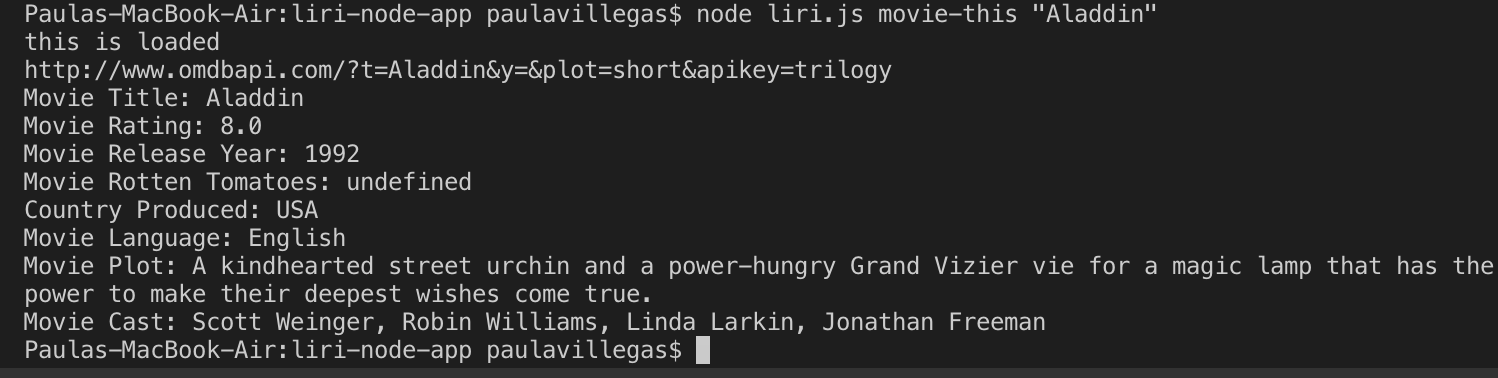 Paulas-MacBook-Air:liri-node-app paulavillegas$ node liri.js movie-this "Aladdin"
this is loaded
http://www.omdbapi.com/?t=Aladdin&y=&plot=short&apikey=trilogy
Movie Title: Aladdin
Movie Rating: 8.0
Movie Release Year: 1992
Movie Rotten Tomatoes: undefined
Country Produced: USA
Movie Language: English
Movie Plot: A kindhearted street urchin and a power-hungry Grand Vizier vie for a magic lamp that has the
power to make their deepest wishes come true.
Movie Cast: Scott Weinger, Robin Williams, Linda Larkin, Jonathan Freeman
Paulas-MacBook-Air:liri-node-app paulavillegas$